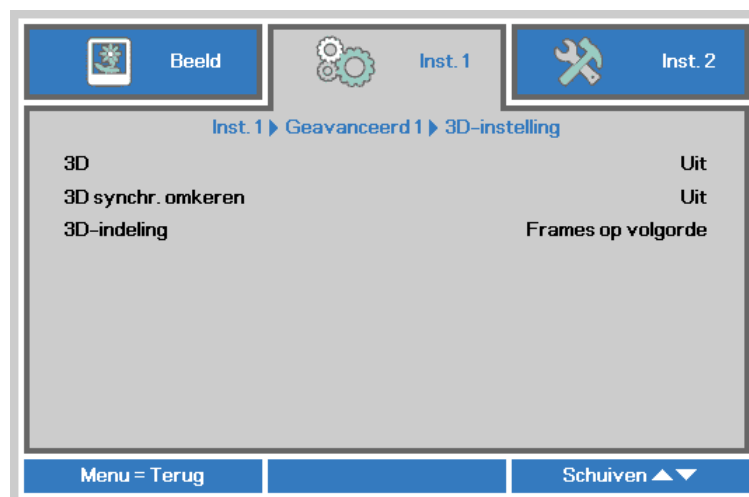 Beeld Inst. 1 Inst. 2
Inst. 1 Geavanceerd 1 3D-instelling
3D Uit
3D synchr. omkeren Uit
3D-indeling Frames op volgorde
Menu = Terug Schuiven